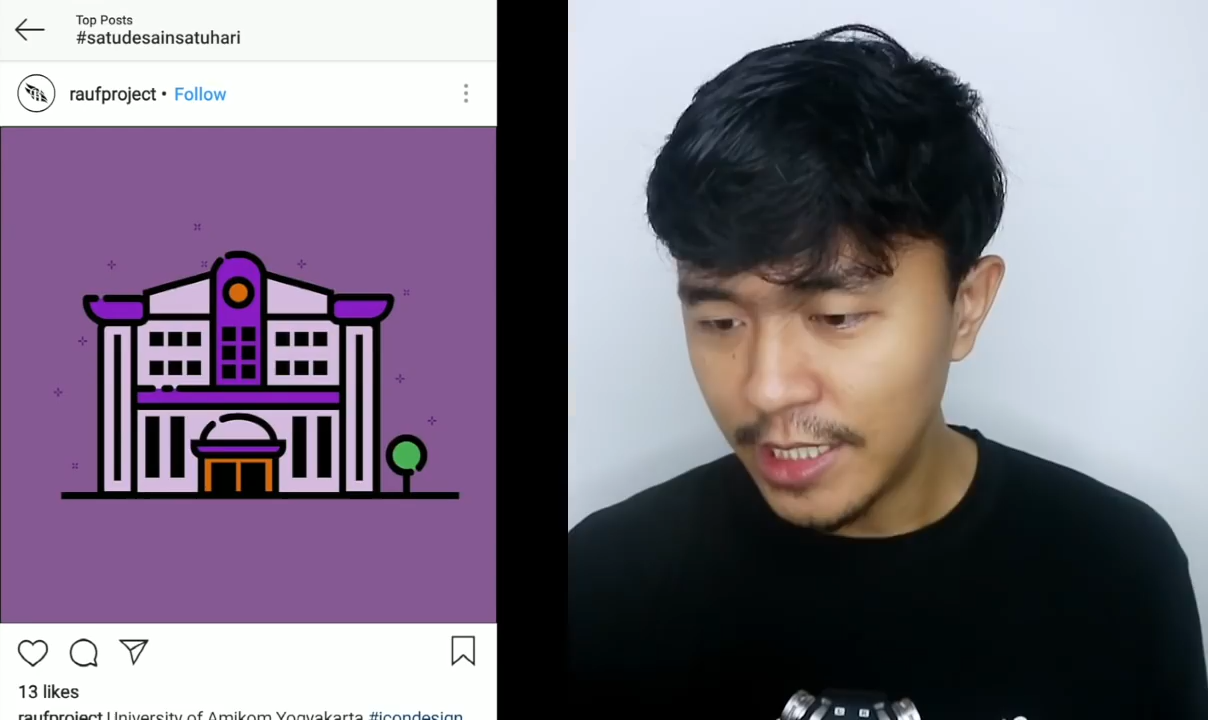 Top Posts
#satudesainsatuhari
raufproject • Follow
13 likes
raufproject University of Amikom Yogyakarta #icondesign